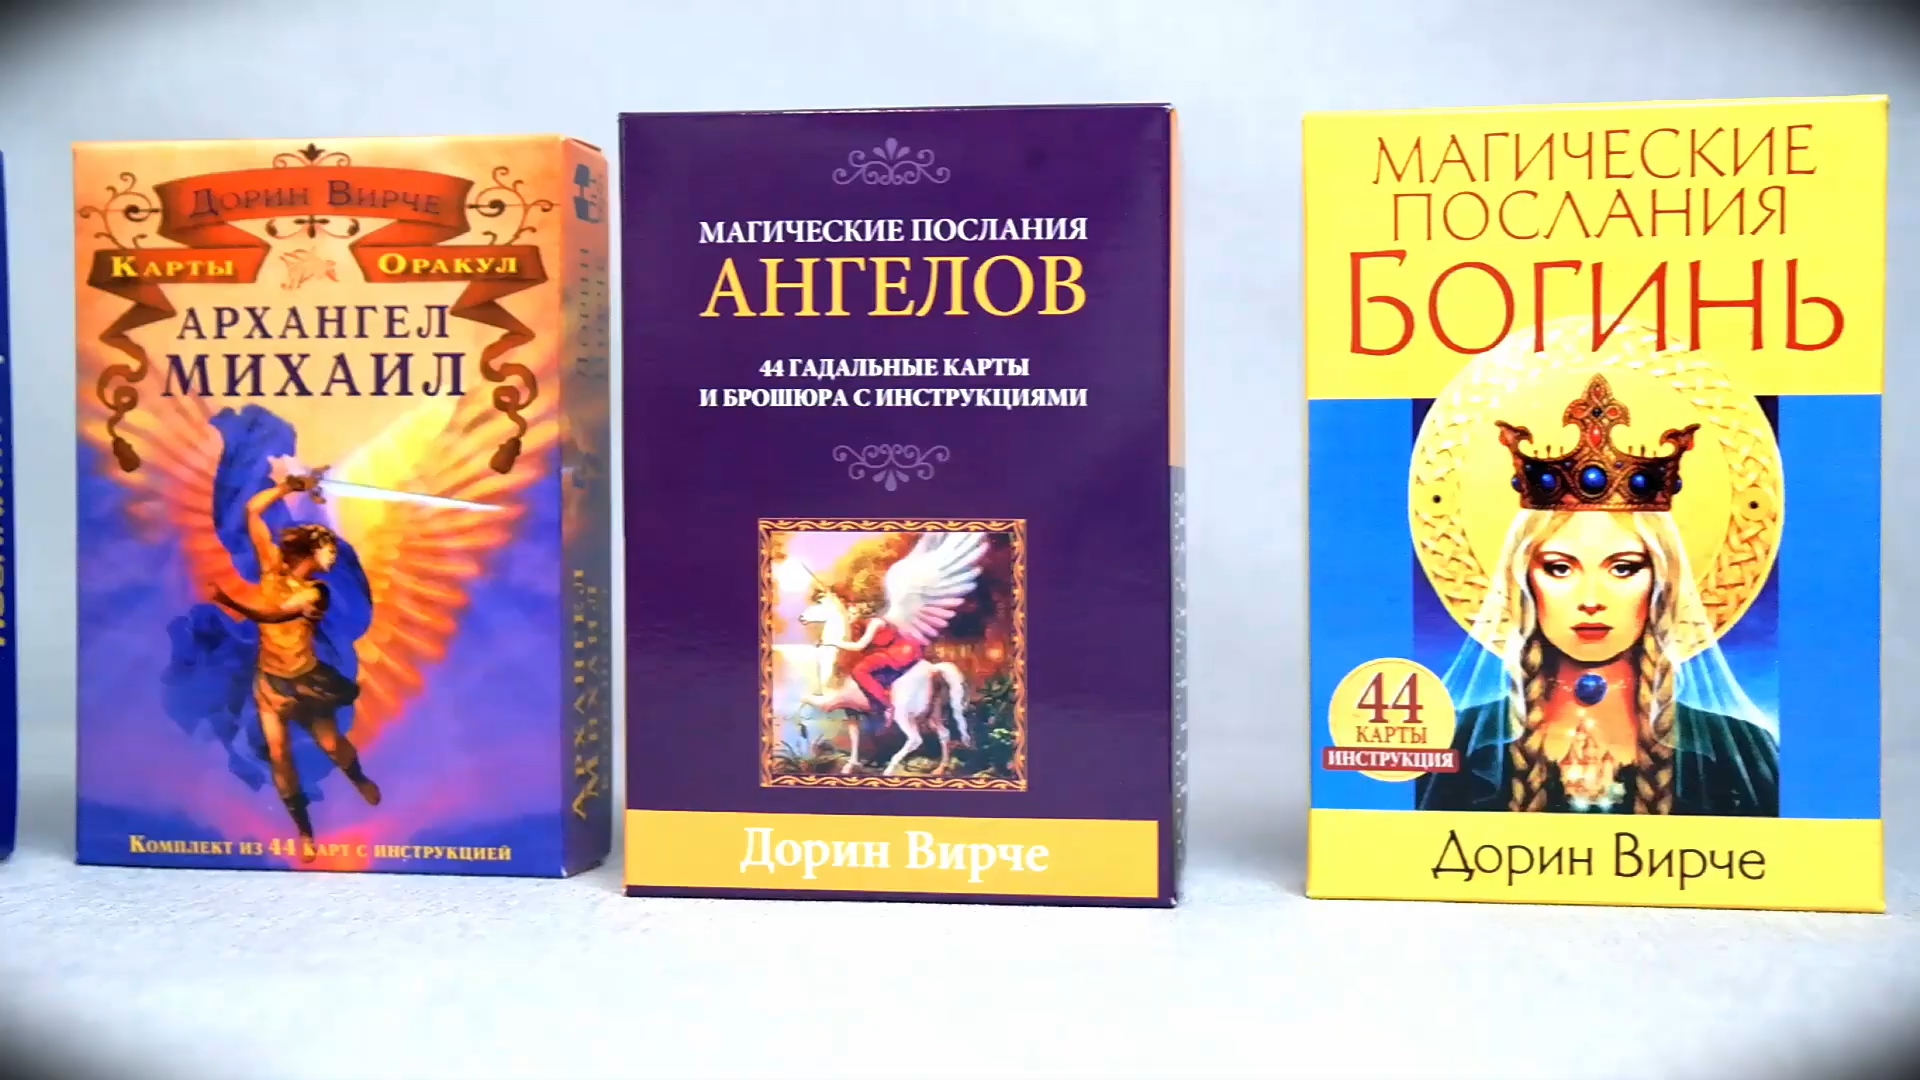 Дорин Вирче
Карты Оракул
АРХАНГЕЛ
МИХАИЛ
Комплект из 44 карт с инструкцией
АРХАНГЕЛ
МИХАИЛ
МАГИЧЕСКИЕ ПОСЛАНИЯ
АНГЕЛОВ
44 ГАДАЛЬНЫЕ КАРТЫ
И БРОШЮРА С ИНСТРУКЦИЯМИ
Дорин Вирче
МАГИЧЕСКИЕ
ПОСЛАНИЯ
БОГИНЬ
44
КАРТЫ
ИНСТРУКЦИЯ
Дорин Вирче